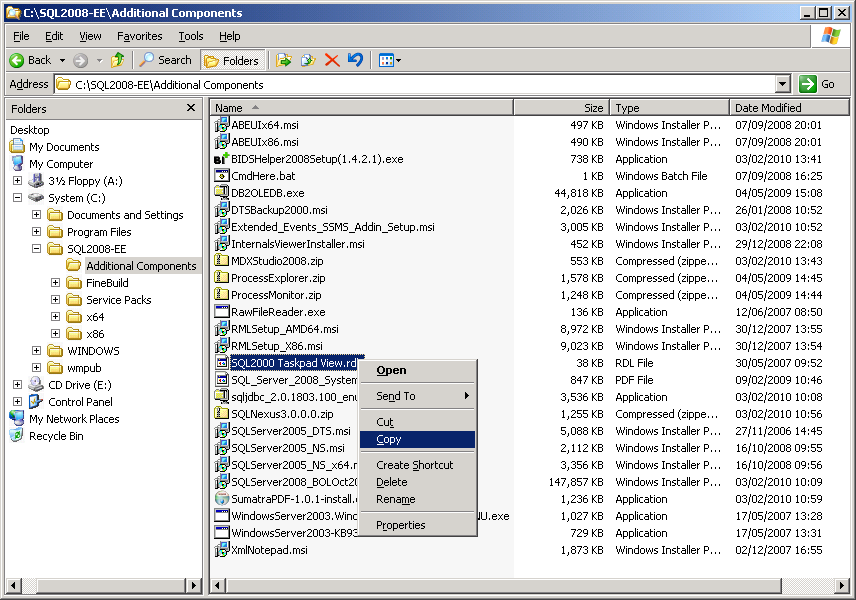 C:\SQL2008-EE\Additional Components
File Edit View Favorites Tools Help
Back Search Folders
Address C:\SQL2008-EE\Additional Components Go
Folders
Desktop
My Documents
My Computer
3½ Floppy (A:)
System (C:)
Documents and Settings
Program Files
SQL2008-EE
Additional Components
FineBuild
Service Packs
x64
x86
WINDOWS
wmpub
CD Drive (E:)
Control Panel
My Network Places
Recycle Bin
Name Size Type Date Modified
ABEUIx64.msi 497 KB Windows Installer P... 07/09/2008 20:01
ABEUIx86.msi 490 KB Windows Installer P... 07/09/2008 20:01
BIDSHelper2008Setup(1.4.2.1).exe 738 KB Application 03/02/2010 13:41
CmdHere.bat 1 KB Windows Batch File 07/09/2008 16:25
DB2OLEDB.exe 44,818 KB Application 04/05/2009 15:08
DTSBackup2000.msi 2,026 KB Windows Installer P... 26/01/2008 10:52
Extended_Events_SSMS_Addin_Setup.msi 3,005 KB Windows Installer P... 03/02/2010 10:52
InternalsViewerInstaller.msi 452 KB Windows Installer P... 29/12/2008 22:08
MDXStudio2008.zip 553 KB Compressed (zippe... 03/02/2010 13:43
ProcessExplorer.zip 1,578 KB Compressed (zippe... 04/05/2009 14:45
ProcessMonitor.zip 1,248 KB Compressed (zippe... 04/05/2009 14:44
RawFileReader.exe 136 KB Application 12/06/2007 08:50
RMLSetup_AMD64.msi 8,972 KB Windows Installer P... 30/12/2007 13:55
RMLSetup_X86.msi 9,023 KB Windows Installer P... 30/12/2007 13:54
SQL2000 Taskpad View.rd 38 KB RDL File 30/05/2007 09:52
SQL_Server_2008_System 847 KB PDF File 09/02/2009 10:46
sqljdbc_2.0.1803.100_enu 3,536 KB Application 03/02/2010 10:08
SQLNexus3.0.0.0.zip 1,255 KB Compressed (zippe... 03/02/2010 10:56
SQLServer2005_DTS.msi 5,088 KB Windows Installer P... 27/11/2006 14:45
SQLServer2005_NS.msi 2,112 KB Windows Installer P... 16/10/2008 09:55
SQLServer2005_NS_x64.m 3,356 KB Windows Installer P... 16/10/2008 09:56
SQLServer2008_BOLOct20 147,857 KB Windows Installer P... 03/02/2010 10:09
SumatraPDF-1.0.1-install.e 1,236 KB Application 03/02/2010 10:59
WindowsServer2003.Winc NU.exe 1,027 KB Application 17/05/2007 13:28
WindowsServer2003-KB93 729 KB Application 17/05/2007 13:31
XmlNotepad.msi 1,873 KB Windows Installer P... 02/12/2007 16:55
Open
Send To
Cut
Copy
Create Shortcut
Delete
Rename
Properties